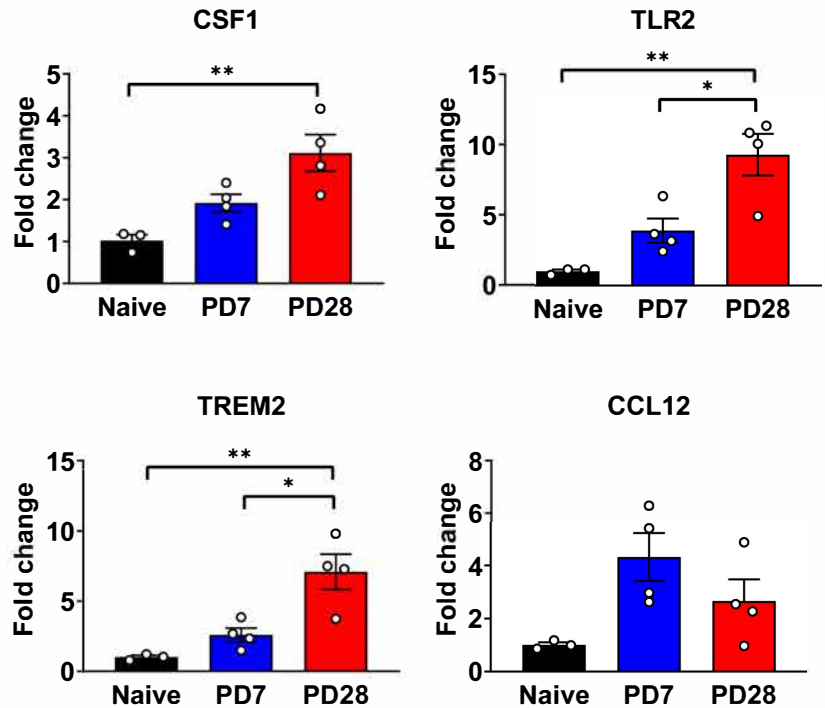 CSF1
Fold change
5
4
3
2
1
0
**
Naive PD7 PD28
TLR2
Fold change
15
10
5
0
**
*
Naive PD7 PD28
TREM2
Fold change
15
10
5
0
**
*
Naive PD7 PD28
CCL12
Fold change
8
6
4
2
0
Naive PD7 PD28